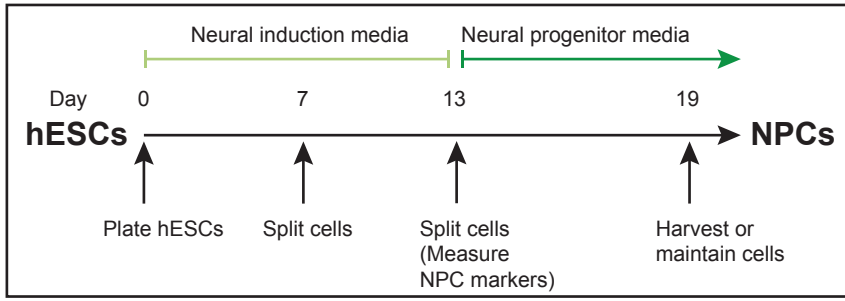 Neural induction media Neural progenitor media
Day 0 7 13 19
hESCs NPCs
Plate hESCs Split cells Split cells Harvest or
(Measure maintain cells
NPC markers)